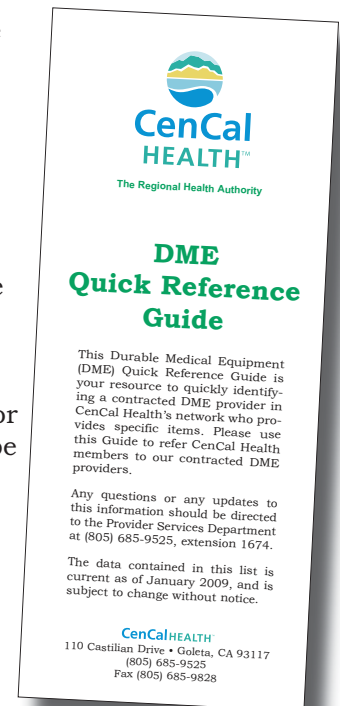 CenCal
HEALTH™
The Regional Health Authority
DME
Quick Reference
Guide
This Durable Medical Equipment
(DME) Quick Reference Guide is
your resource to quickly identify-
ing a contracted DME provider in
CenCal Health's network who pro-
vides specific items. Please use
this Guide to refer CenCal Health
members to our contracted DME
providers.
Any questions or any updates to
this information should be directed
to the Provider Services Department
at (805) 685-9525, extension 1674.
The data contained in this list is
current as of January 2009, and is
subject to change without notice.
CenCalHEALTH
110 Castilian Drive • Goleta, CA 93117
(805) 685-9525
Fax (805) 685-9828